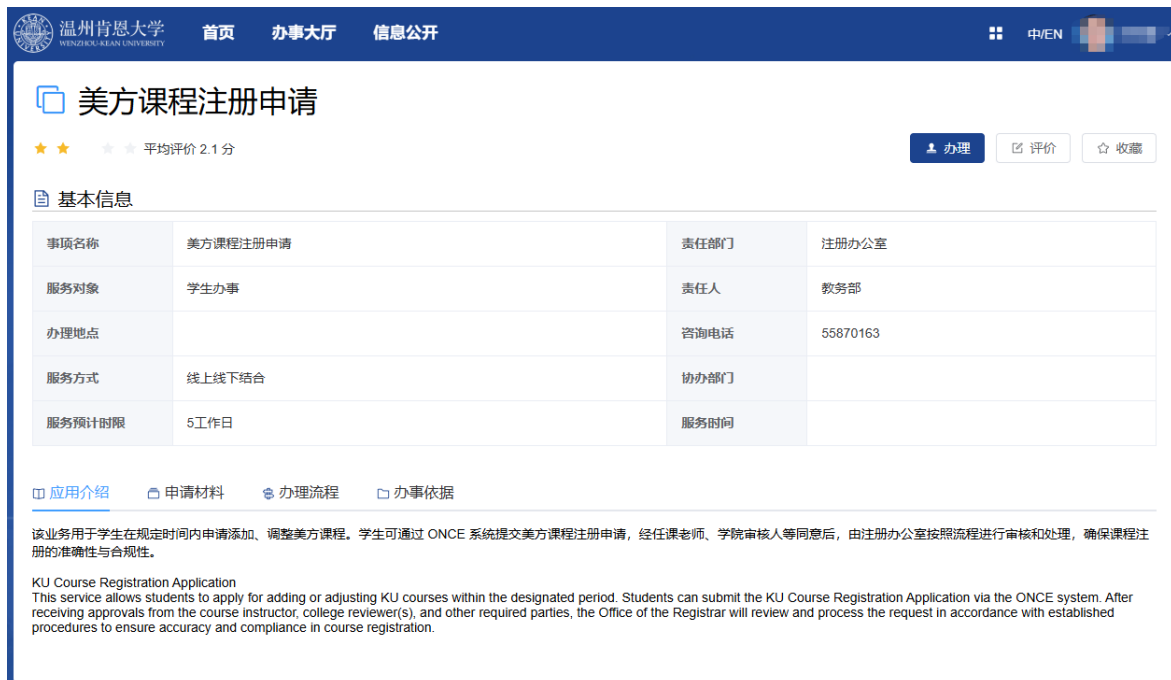 温州肯恩大学
WENZHOU-KEAN UNIVERSITY
首页 办事大厅 信息公开 中/EN
美方课程注册申请
平均评价 2.1 分
办理 评价 收藏
基本信息
事项名称 美方课程注册申请 责任部门 注册办公室
服务对象 学生办事 责任人 教务部
办理地点 咨询电话 55870163
服务方式 线上线下结合 协办部门
服务预计时限 5工作日 服务时间
应用介绍 申请材料 办理流程 办事依据
该业务用于学生在规定时间内申请添加、调整美方课程。学生可通过 ONCE 系统提交美方课程注册申请，经任课老师、学院审核人等同意后，由注册办公室按照流程进行审核和处理，确保课程注
册的准确性与合规性。
KU Course Registration Application
This service allows students to apply for adding or adjusting KU courses within the designated period. Students can submit the KU Course Registration Application via the ONCE system. After
receiving approvals from the course instructor, college reviewer(s), and other required parties, the Office of the Registrar will review and process the request in accordance with established
procedures to ensure accuracy and compliance in course registration.